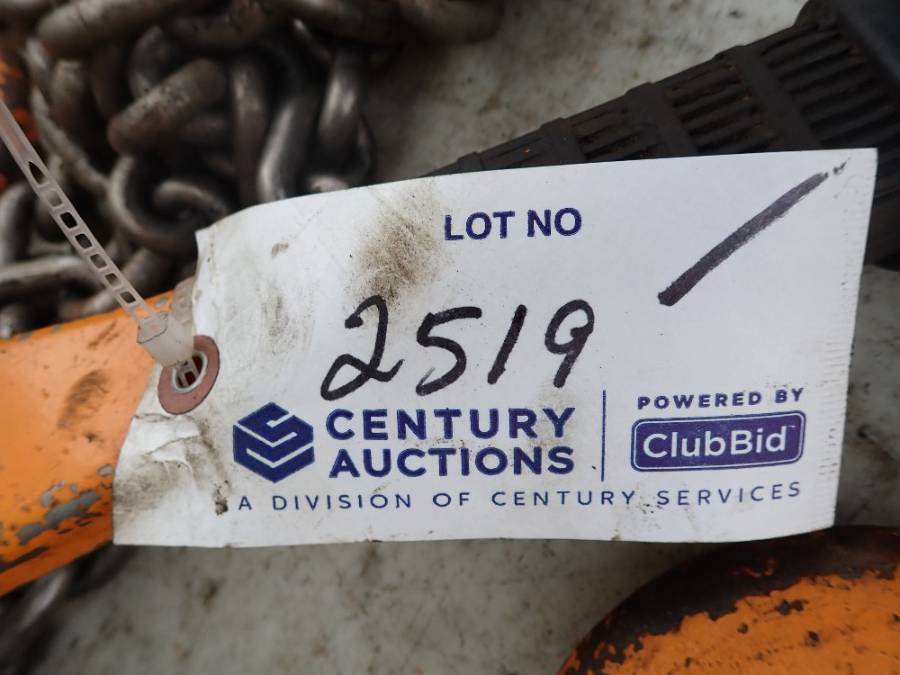 LOT NO
2519
CENTURY
AUCTIONS
POWERED BY
ClubBid
A DIVISION OF CENTURY SERVICES